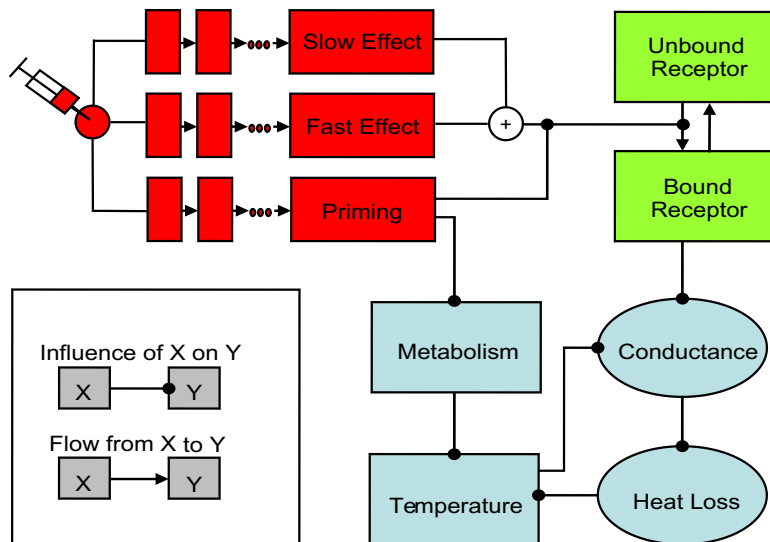 Slow Effect
Unbound
Receptor
Fast Effect
+
Priming
Bound
Receptor
Influence of X on Y
X
Y
Flow from X to Y
X
Y
Metabolism
Conductance
Temperature
Heat Loss